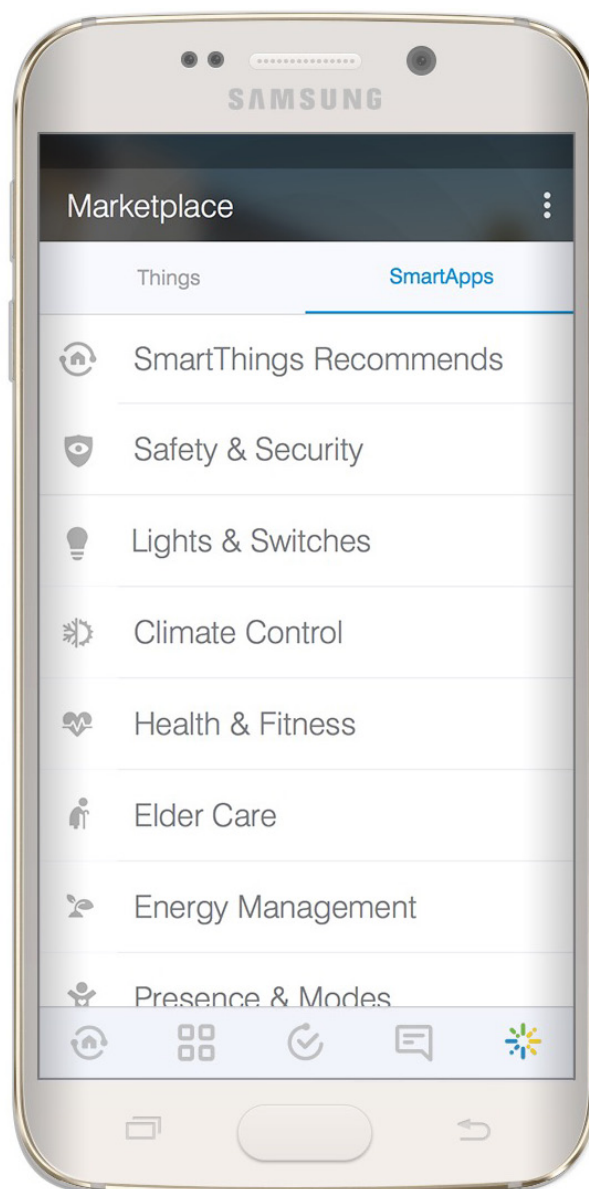 SAMSUNG
Marketplace
Things
SmartApps
SmartThings Recommends
Safety & Security
Lights & Switches
Climate Control
Health & Fitness
Elder Care
Energy Management
Presence & Modes